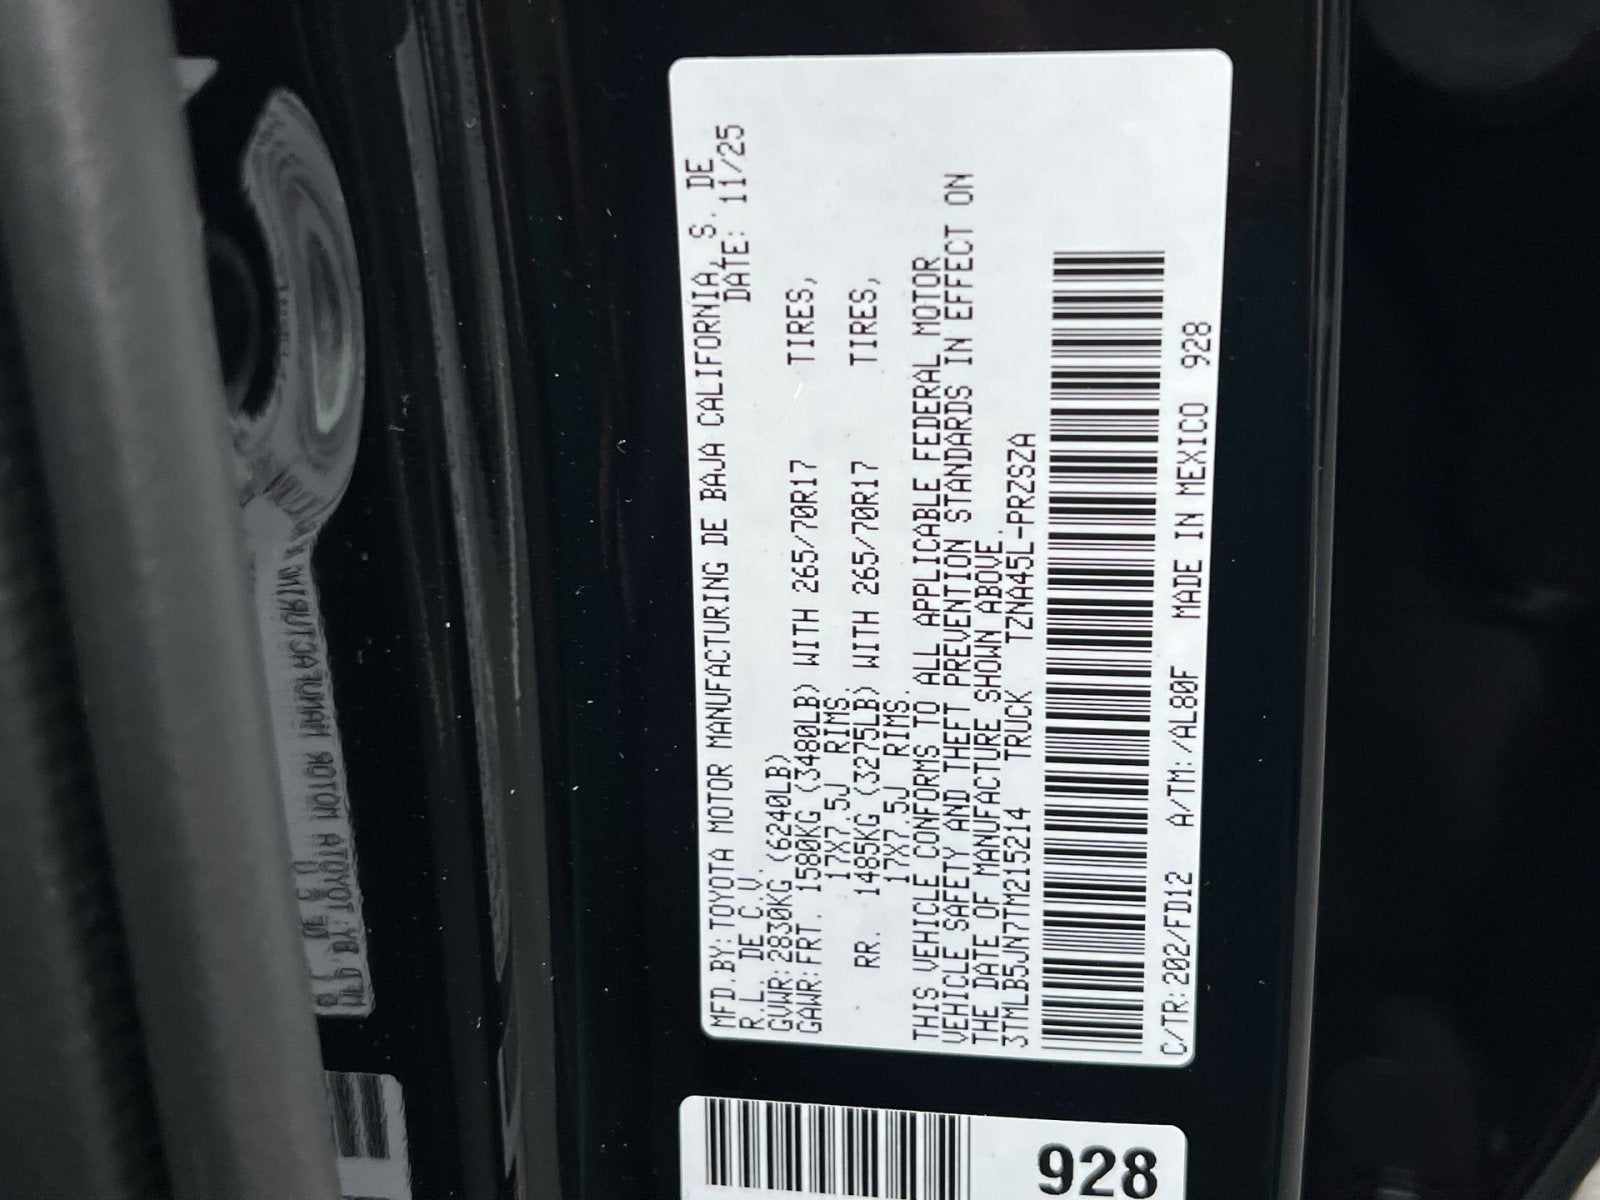 MFD.BY:TOYOTA MOTOR MANUFACTURING DE BAJA CALIFORNIA, S. DE
R.L. DE C.V. DATE: 11/25
GVWR:2830KG(6240LB)
GAWR:FRT. 1580KG(3480LB) WITH 265/70R17 TIRES,
17X7.5J RIMS.
RR. 1485KG(3275LB) WITH 265/70R17 TIRES,
17X7.5J RIMS.
THIS VEHICLE CONFORMS TO ALL APPLICABLE FEDERAL MOTOR
VEHICLE SAFETY AND THEFT PREVENTION STANDARDS IN EFFECT ON
THE DATE OF MANUFACTURE SHOWN ABOVE.
3TMLB5JN7TM215214 TRUCK TZNA45L-PRZSZA
C/TR:202/FD12 A/TM:/AL80F MADE IN MEXICO 928
928